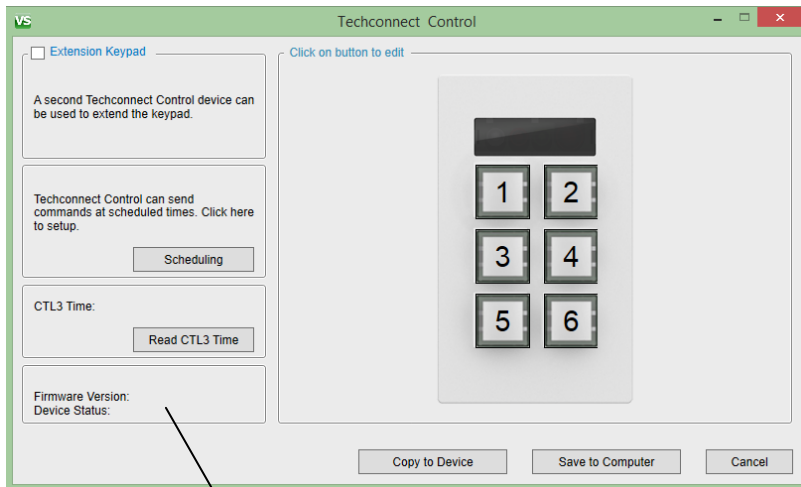 VS
Techconnect Control
Extension Keypad
A second Techconnect Control device can
be used to extend the keypad.
Techconnect Control can send
commands at scheduled times. Click here
to setup.
Scheduling
CTL3 Time:
Read CTL3 Time
Firmware Version:
Device Status:
Click on button to edit
1 2
3 4
5 6
Copy to Device Save to Computer Cancel